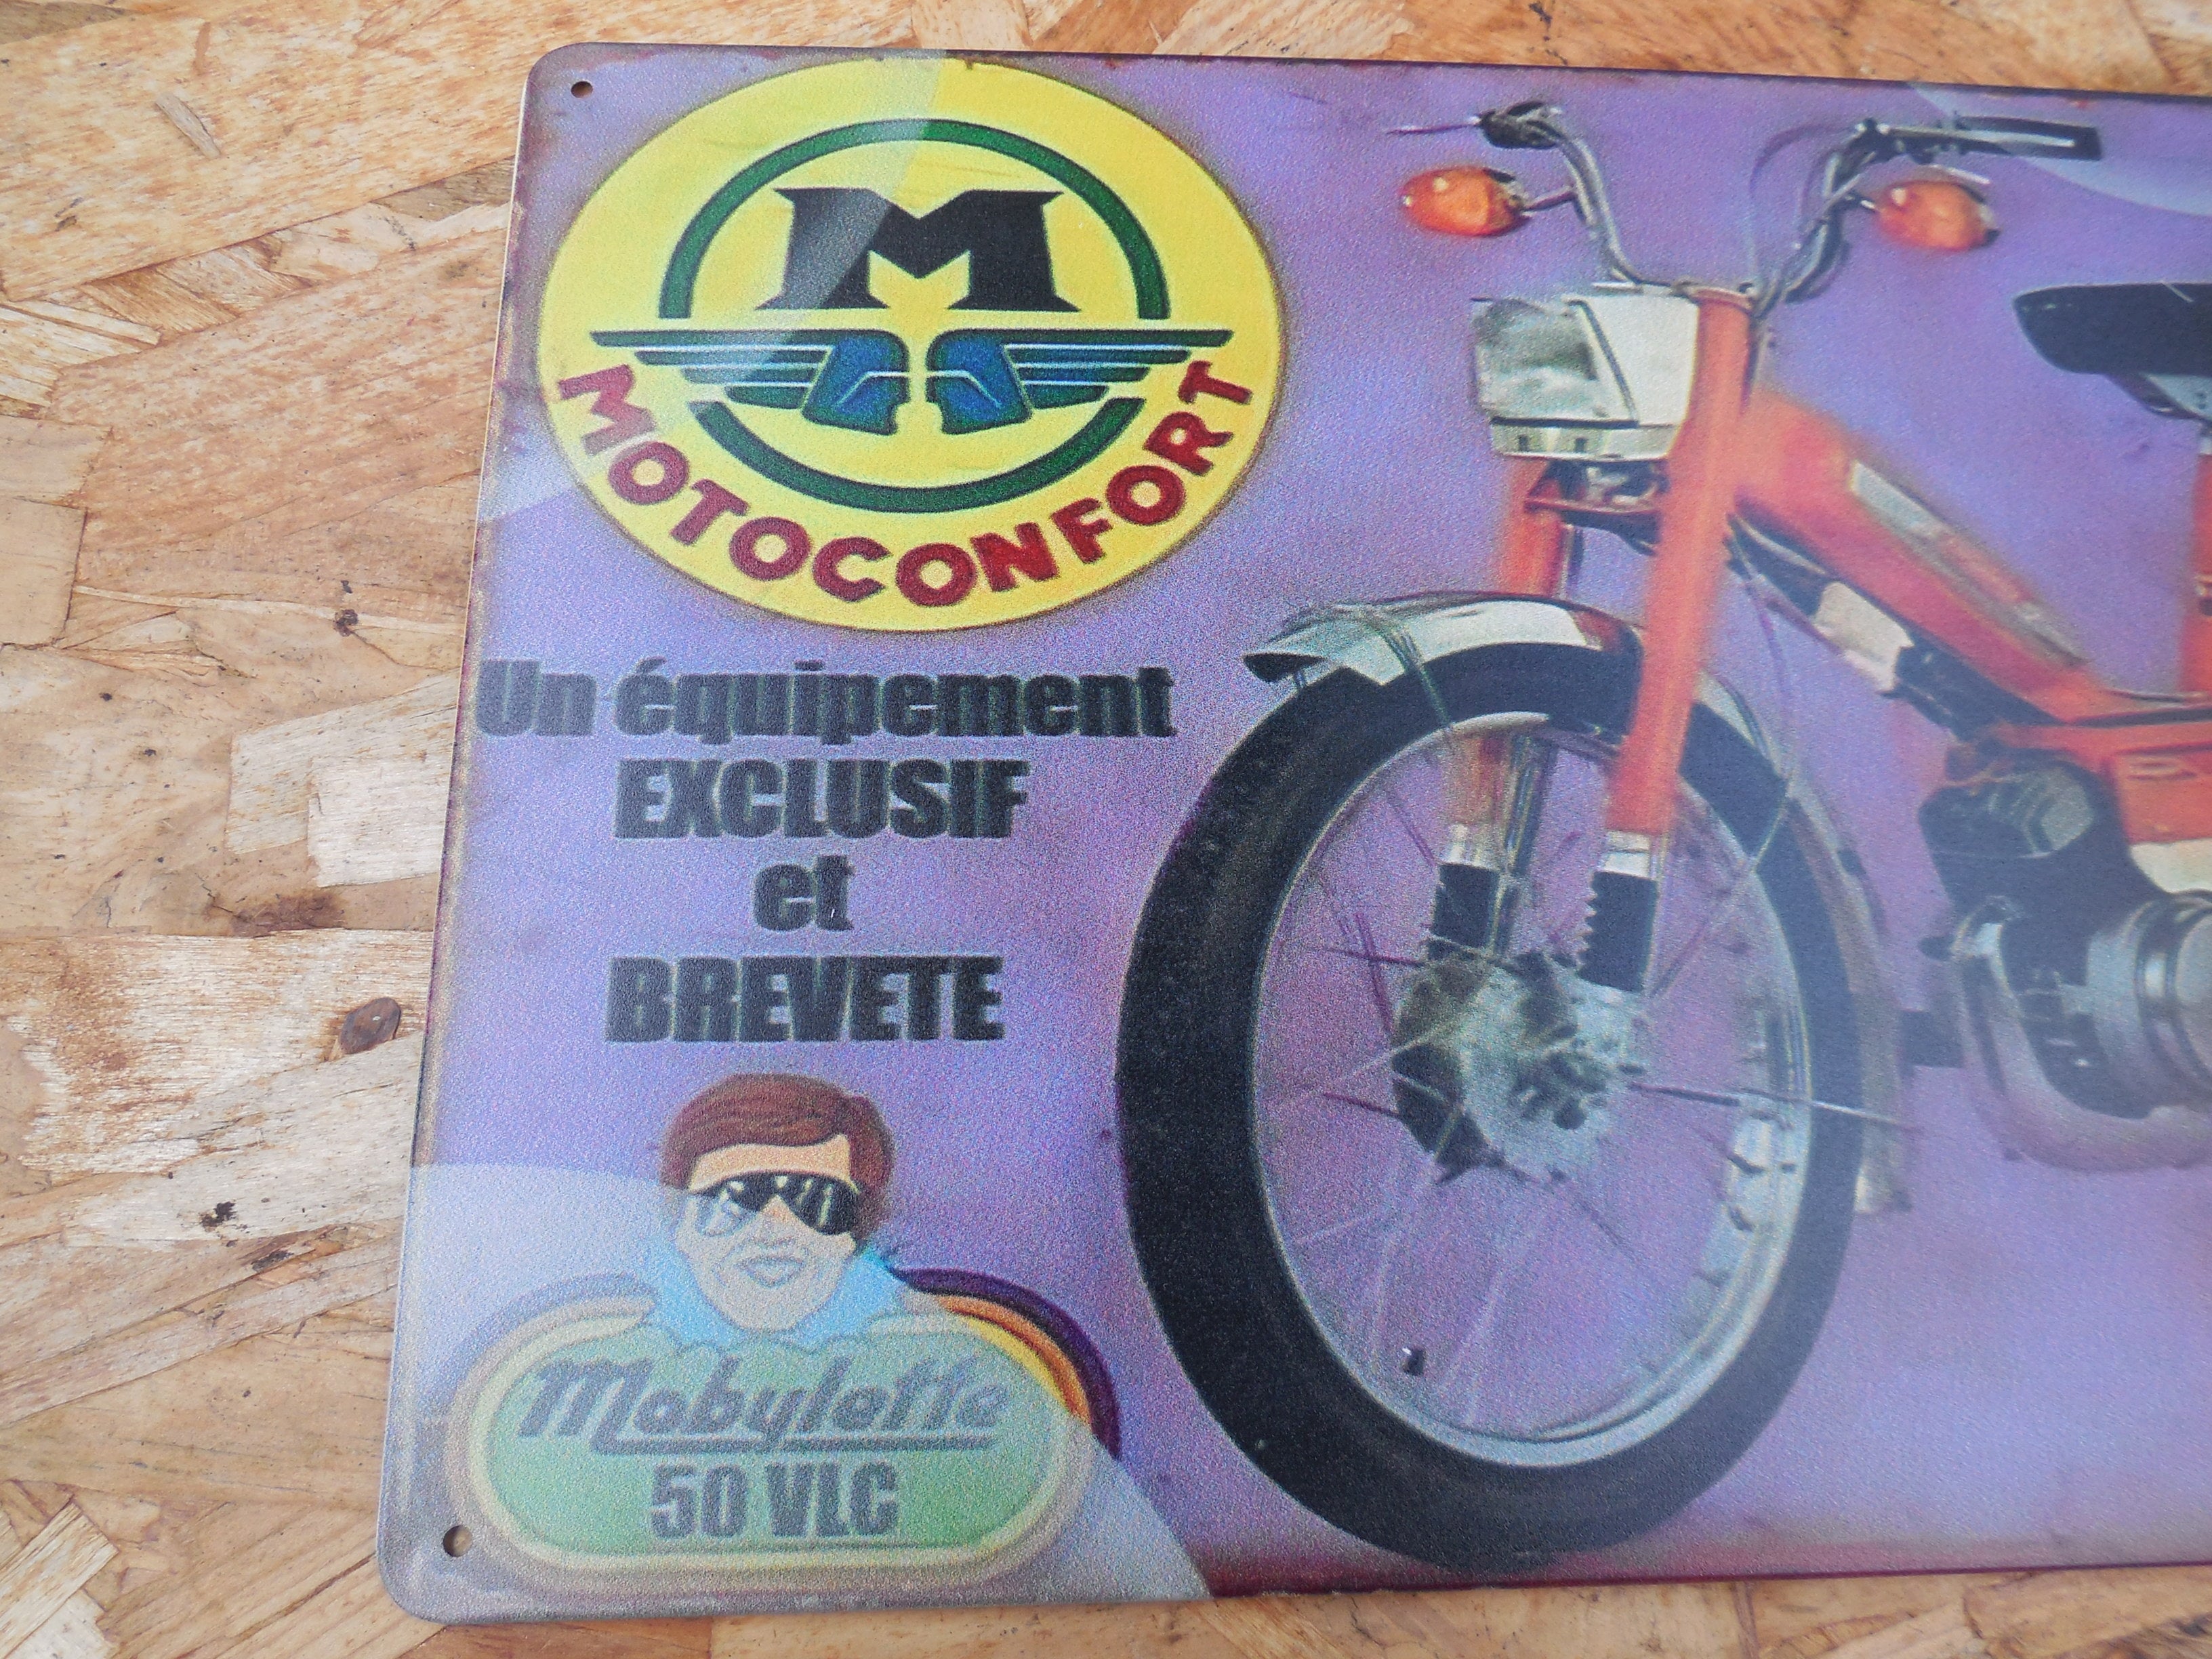 M
MOTOCONFORT
Un équipement
EXCLUSIF
et
BREVETE
Mobylette
50 VLC